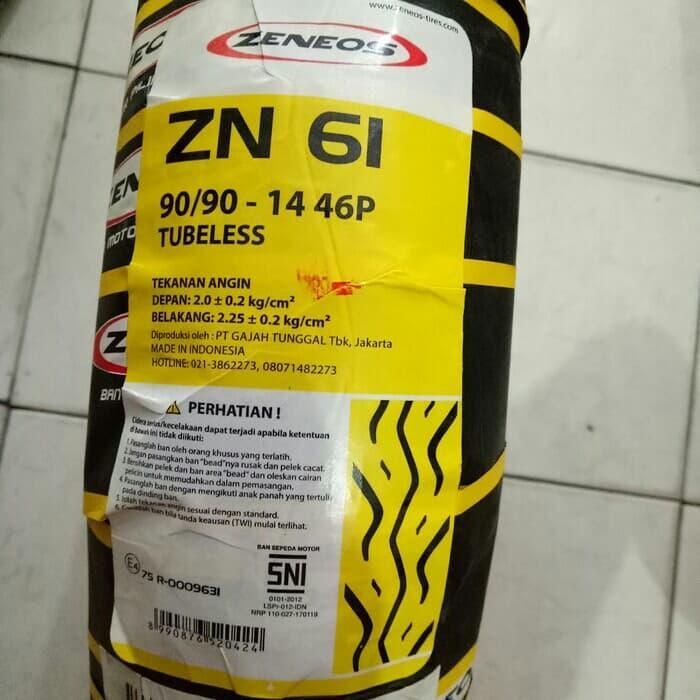 www.zeneos-tires.com
ZENEOS
ZN 61
90/90 - 14 46P
TUBELESS
TEKANAN ANGIN
DEPAN: 2.0 ± 0.2 kg/cm²
BELAKANG: 2.25 ± 0.2 kg/cm²
Diproduksi oleh : PT GAJAH TUNGGAL Tbk, Jakarta
MADE IN INDONESIA
HOTLINE: 021-3862273, 08071482273
PERHATIAN !
Cidera serius/kecelakaan dapat terjadi apabila ketentuan
di bawah ini tidak diikuti:
1. Pasanglah ban oleh orang khusus yang terlatih.
2. Jangan pasangkan ban "bead"nya rusak dan pelek cacat.
3. Bersihkan pelek dan ban area "bead" dan oleskan cairan
pelicin untuk memudahkan dalam pemasangan.
4. Pasanglah ban dengan mengikuti anak panah yang tertulis
pada dinding ban.
5. Isilah tekanan angin sesuai dengan standard.
6. ban bila tanda keausan (TWI) mulai terlihat.
E4 75 R-0009631
BAN SEPEDA MOTOR
SNI
0101-2012
LSPr-012-IDN
NRP 110-027-170119
8 990876 520424
MOTO
BAN